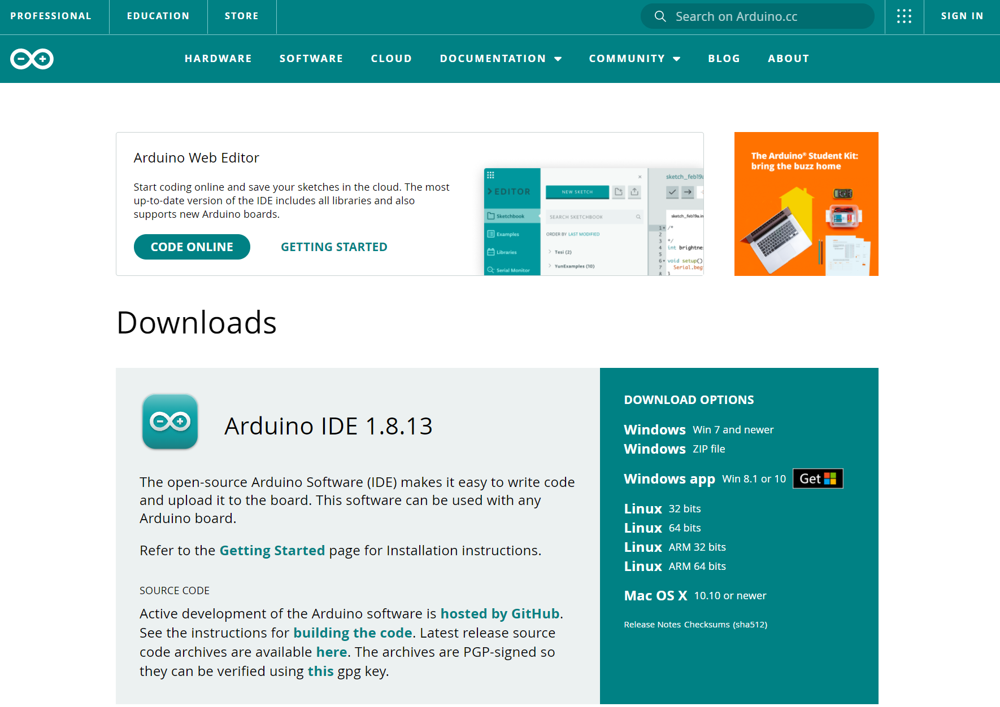 PROFESSIONAL
EDUCATION
STORE
Search on Arduino.cc
SIGN IN
HARDWARE
SOFTWARE
CLOUD
DOCUMENTATION
COMMUNITY
BLOG
ABOUT
Arduino Web Editor
Start coding online and save your sketches in the cloud. The most
up-to-date version of the IDE includes all libraries and also
supports new Arduino boards.
CODE ONLINE
GETTING STARTED
EDITOR
Sketchbook
Examples
Libraries
Serial Monitor
NEW SKETCH
SEARCH SKETCHBOOK
ORDER BY LAST MODIFIED
Tesi (2)
YunExamples (10)
sketch_feb19a
sketch_feb19a.in
1 /*
2
3 */
4 int brightne
5
6 void setup()
7 Serial.beg
8 }
The Arduino® Student Kit:
bring the buzz home
Downloads
Arduino IDE 1.8.13
The open-source Arduino Software (IDE) makes it easy to write code
and upload it to the board. This software can be used with any
Arduino board.
Refer to the Getting Started page for Installation instructions.
SOURCE CODE
Active development of the Arduino software is hosted by GitHub.
See the instructions for building the code. Latest release source
code archives are available here. The archives are PGP-signed so
they can be verified using this gpg key.
DOWNLOAD OPTIONS
Windows Win 7 and newer
Windows ZIP file
Windows app Win 8.1 or 10 Get
Linux 32 bits
Linux 64 bits
Linux ARM 32 bits
Linux ARM 64 bits
Mac OS X 10.10 or newer
Release Notes Checksums (sha512)